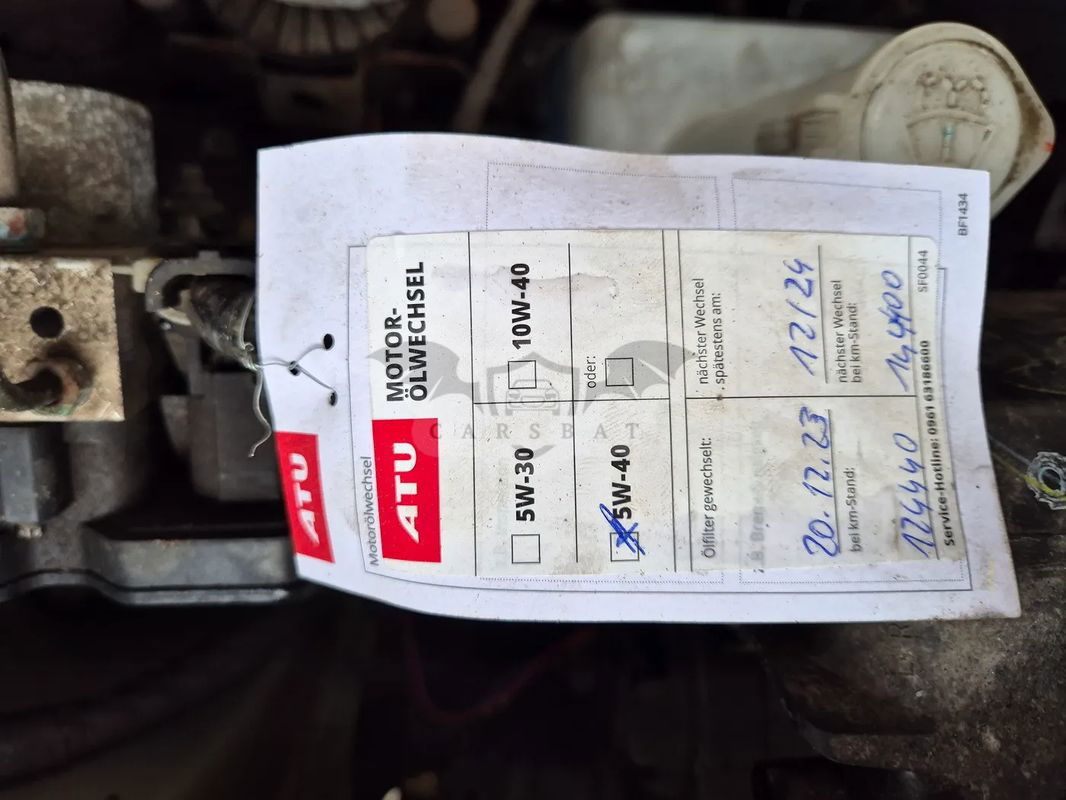 ATU
Motorölwechsel
ATU
MOTOR-
ÖLWECHSEL
5W-30
10W-40
5W-40
oder:
Ölfilter gewechselt:
nächster Wechsel
spätestens am:
20.12.23
12/24
bei km-Stand:
nächster Wechsel
bei km-Stand:
124440
144400
Service-Hotline: 0961 63186600
SF0044
BF1434
CARSBAT